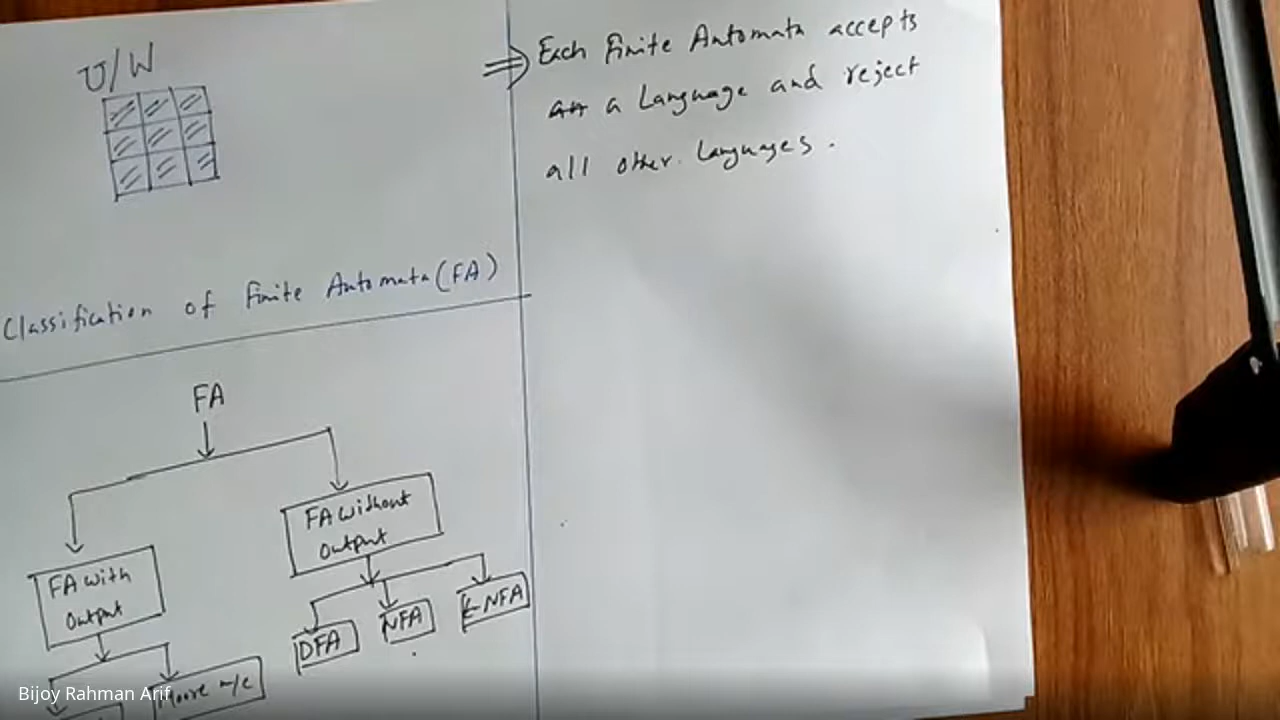 U/W
Classification of Finite Automata (FA)
FA
FA with
Output
FA without
Output
DFA
NFA
E-NFA
Moore m/c
⇒ Each Finite Automata accepts
an a Language and reject
all other languages.
Bijoy Rahman Arif